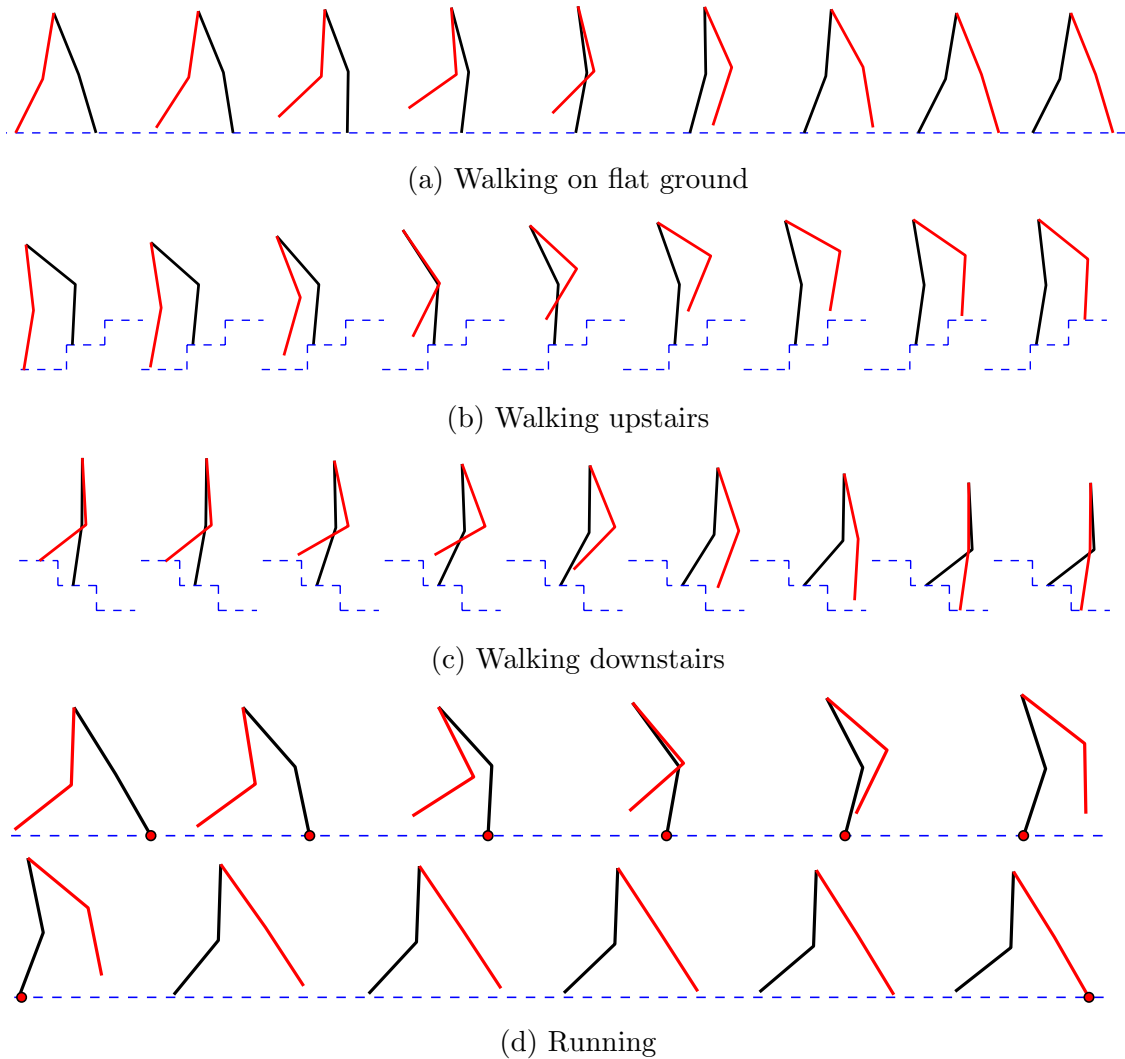 (a) Walking on flat ground
(b) Walking upstairs
(c) Walking downstairs
(d) Running